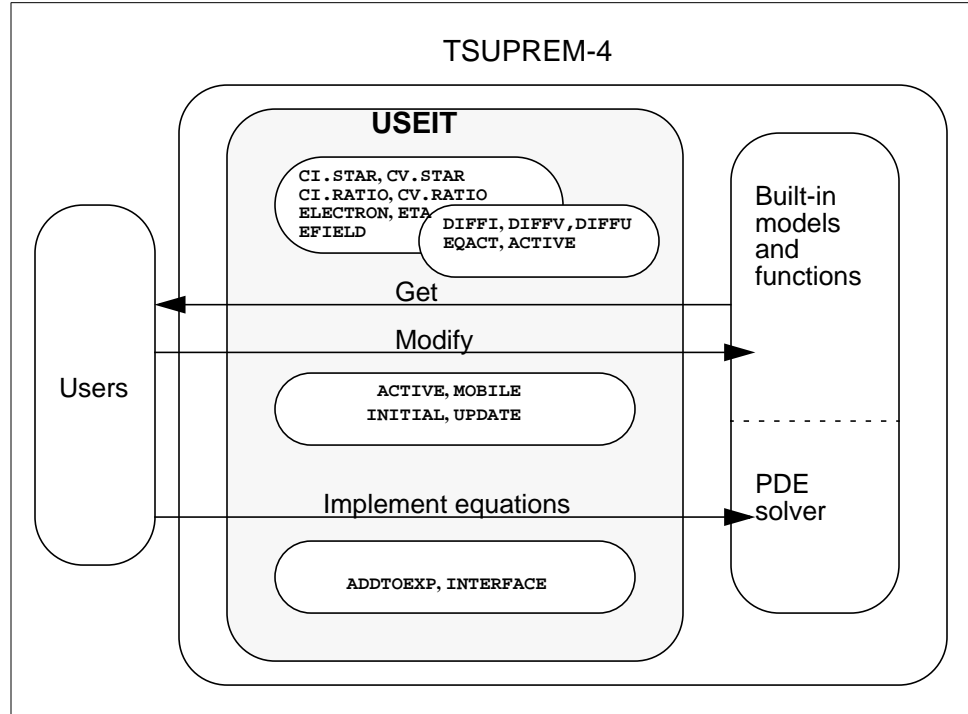 TSUPREM-4
USEIT
CI.STAR, CV.STAR
CI.RATIO, CV.RATIO
ELECTRON, ETA
EFIELD
DIFFI, DIFFV, DIFFU
EQACT, ACTIVE
Built-in
models
and
functions
Get
Modify
Users
ACTIVE, MOBILE
INITIAL, UPDATE
Implement equations
PDE
solver
ADDTOEXP, INTERFACE